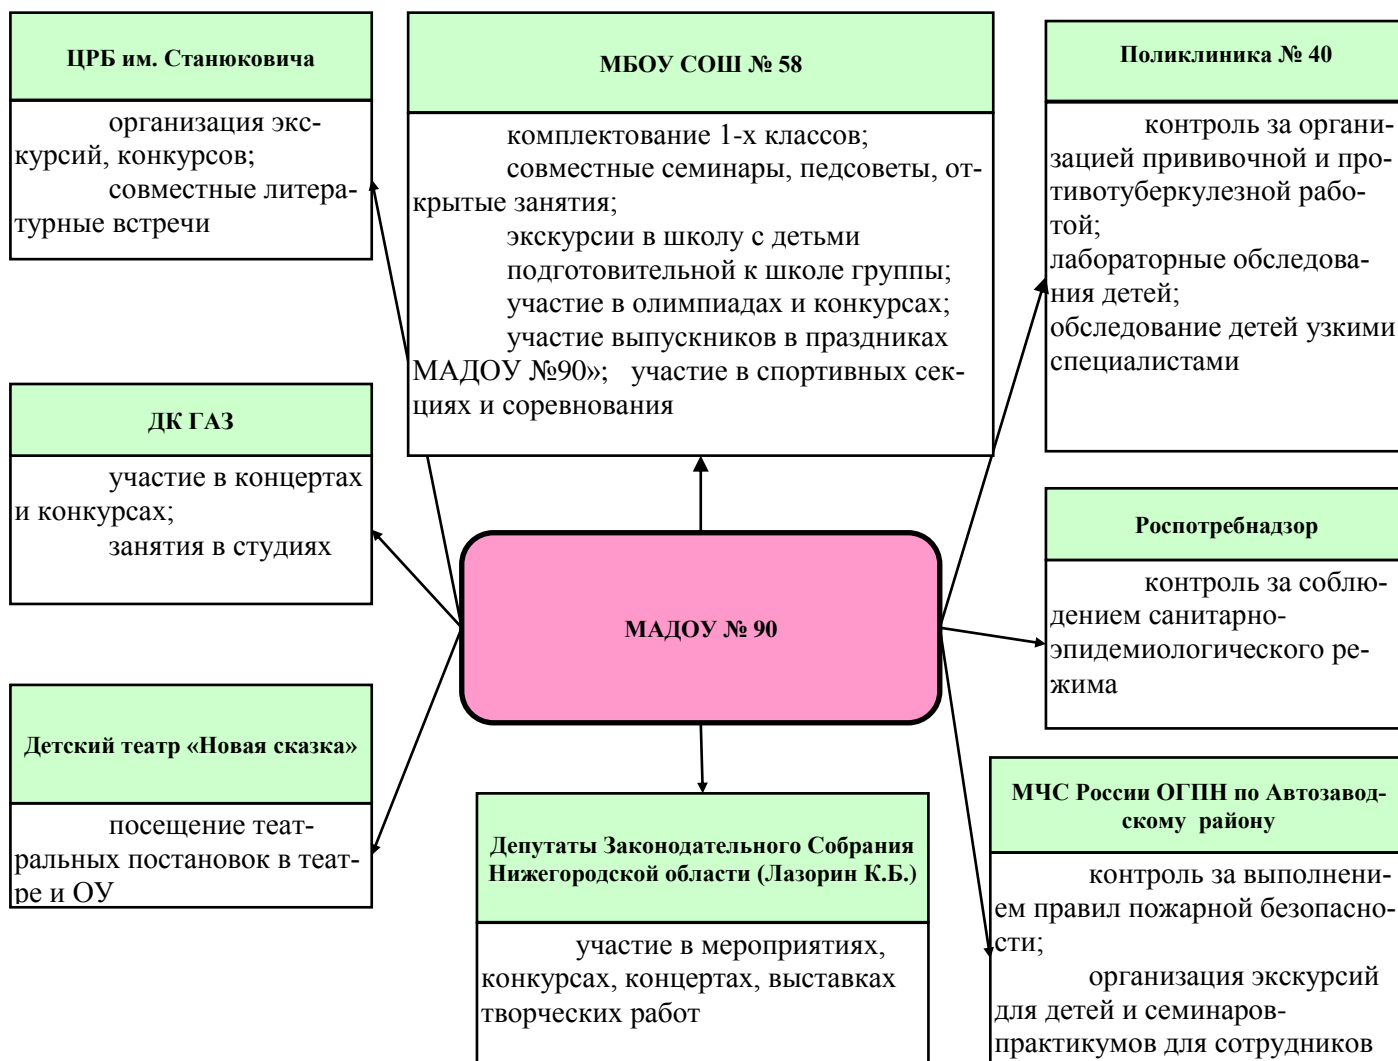 ЦРБ им. Станюковича
организация экс-
курсий, конкурсов;
совместные литера-
турные встречи
МБОУ СОШ № 58
комплектование 1-х классов;
совместные семинары, педсоветы, от-
крытые занятия;
экскурсии в школу с детьми
подготовительной к школе группы;
участие в олимпиадах и конкурсах;
участие выпускников в праздниках
МАДОУ №90»; участие в спортивных сек-
циях и соревнования
Поликлиника № 40
контроль за органи-
зацией прививочной и про-
тивотуберкулезной рабо-
той;
лабораторные обследова-
ния детей;
обследование детей узкими
специалистами
ДК ГАЗ
участие в концертах
и конкурсах;
занятия в студиях
МАДОУ № 90
Роспотребнадзор
контроль за соблю-
дением санитарно-
эпидемиологического ре-
жима
Детский театр «Новая сказка»
посещение теат-
ральных постановок в теат-
ре и ОУ
Депутаты Законодательного Собрания
Нижегородской области (Лазорин К.Б.)
участие в мероприятиях,
конкурсах, концертах, выставках
творческих работ
МЧС России ОГПН по Автозавод-
скому району
контроль за выполнени-
ем правил пожарной безопасно-
сти;
организация экскурсий
для детей и семинаров-
практикумов для сотрудников